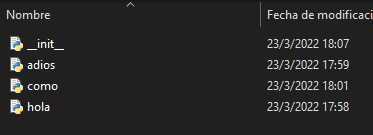 Nombre Fecha de modificaci
__init__ 23/3/2022 18:07
adios 23/3/2022 17:59
como 23/3/2022 18:01
hola 23/3/2022 17:58